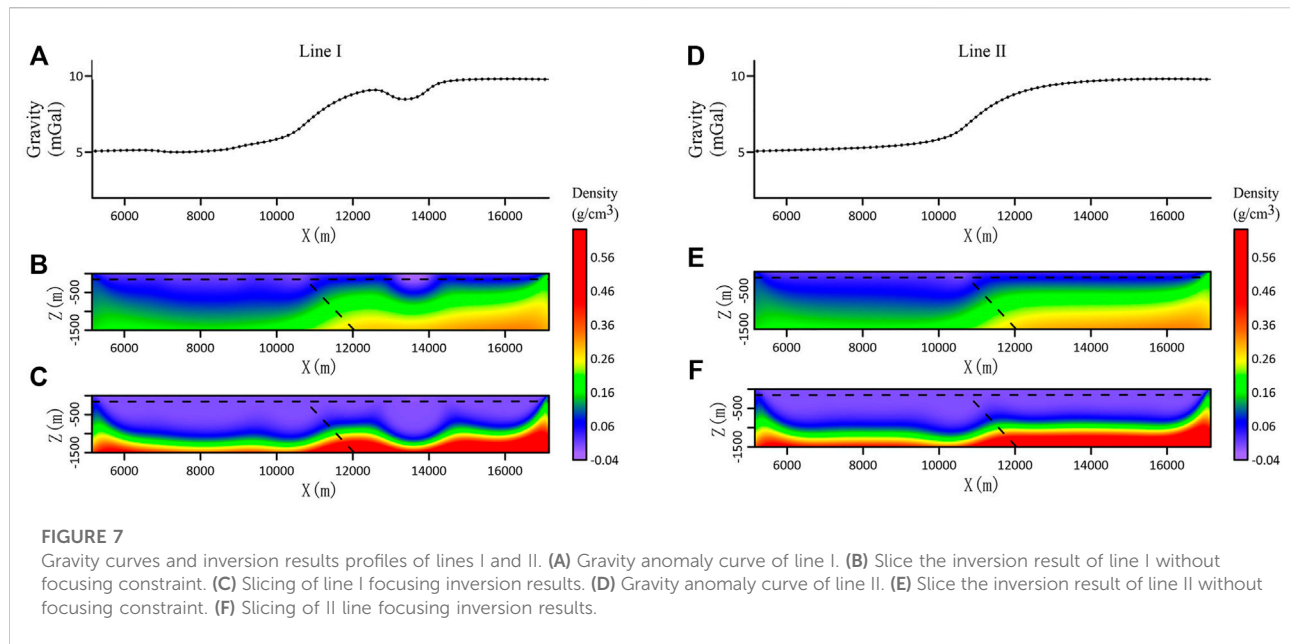 A
Line I
10
5
Gravity
(mGal)
6000 8000 10000 12000 14000 16000
X(m)
B
-500
-1500
Z(m)
6000 8000 10000 12000 14000 16000
X(m)
C
-500
-1500
Z(m)
6000 8000 10000 12000 14000 16000
X(m)
Density
(g/cm³)
0.56
0.46
0.36
0.26
0.16
0.06
-0.04
D
Line II
10
5
Gravity
(mGal)
6000 8000 10000 12000 14000 16000
X(m)
E
-500
-1500
Z(m)
6000 8000 10000 12000 14000 16000
X(m)
F
-500
-1500
Z(m)
6000 8000 10000 12000 14000 16000
X(m)
Density
(g/cm³)
0.56
0.46
0.36
0.26
0.16
0.06
-0.04
FIGURE 7
Gravity curves and inversion results profiles of lines I and II. (A) Gravity anomaly curve of line I. (B) Slice the inversion result of line I without
focusing constraint. (C) Slicing of line I focusing inversion results. (D) Gravity anomaly curve of line II. (E) Slice the inversion result of line II without
focusing constraint. (F) Slicing of II line focusing inversion results.